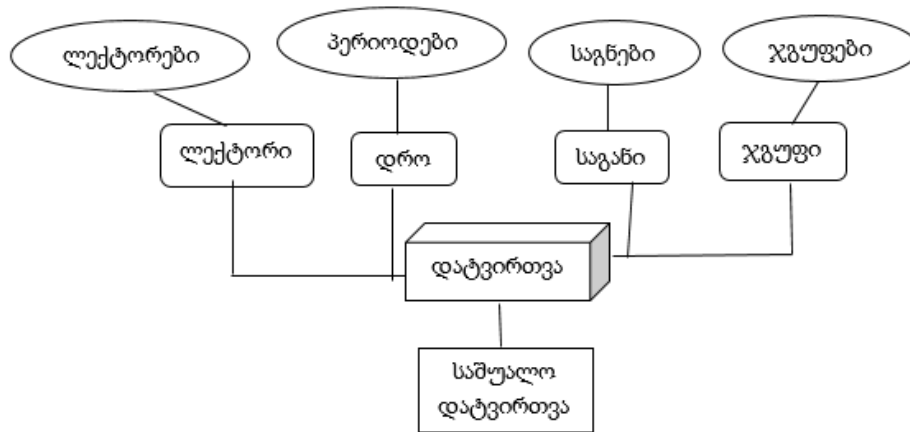 ლექტორები
პერიოდები
საგნები
ჯგუფები
ლექტორი
დრო
საგანი
ჯგუფი
დატვირთვა
საშუალო
დატვირთვა